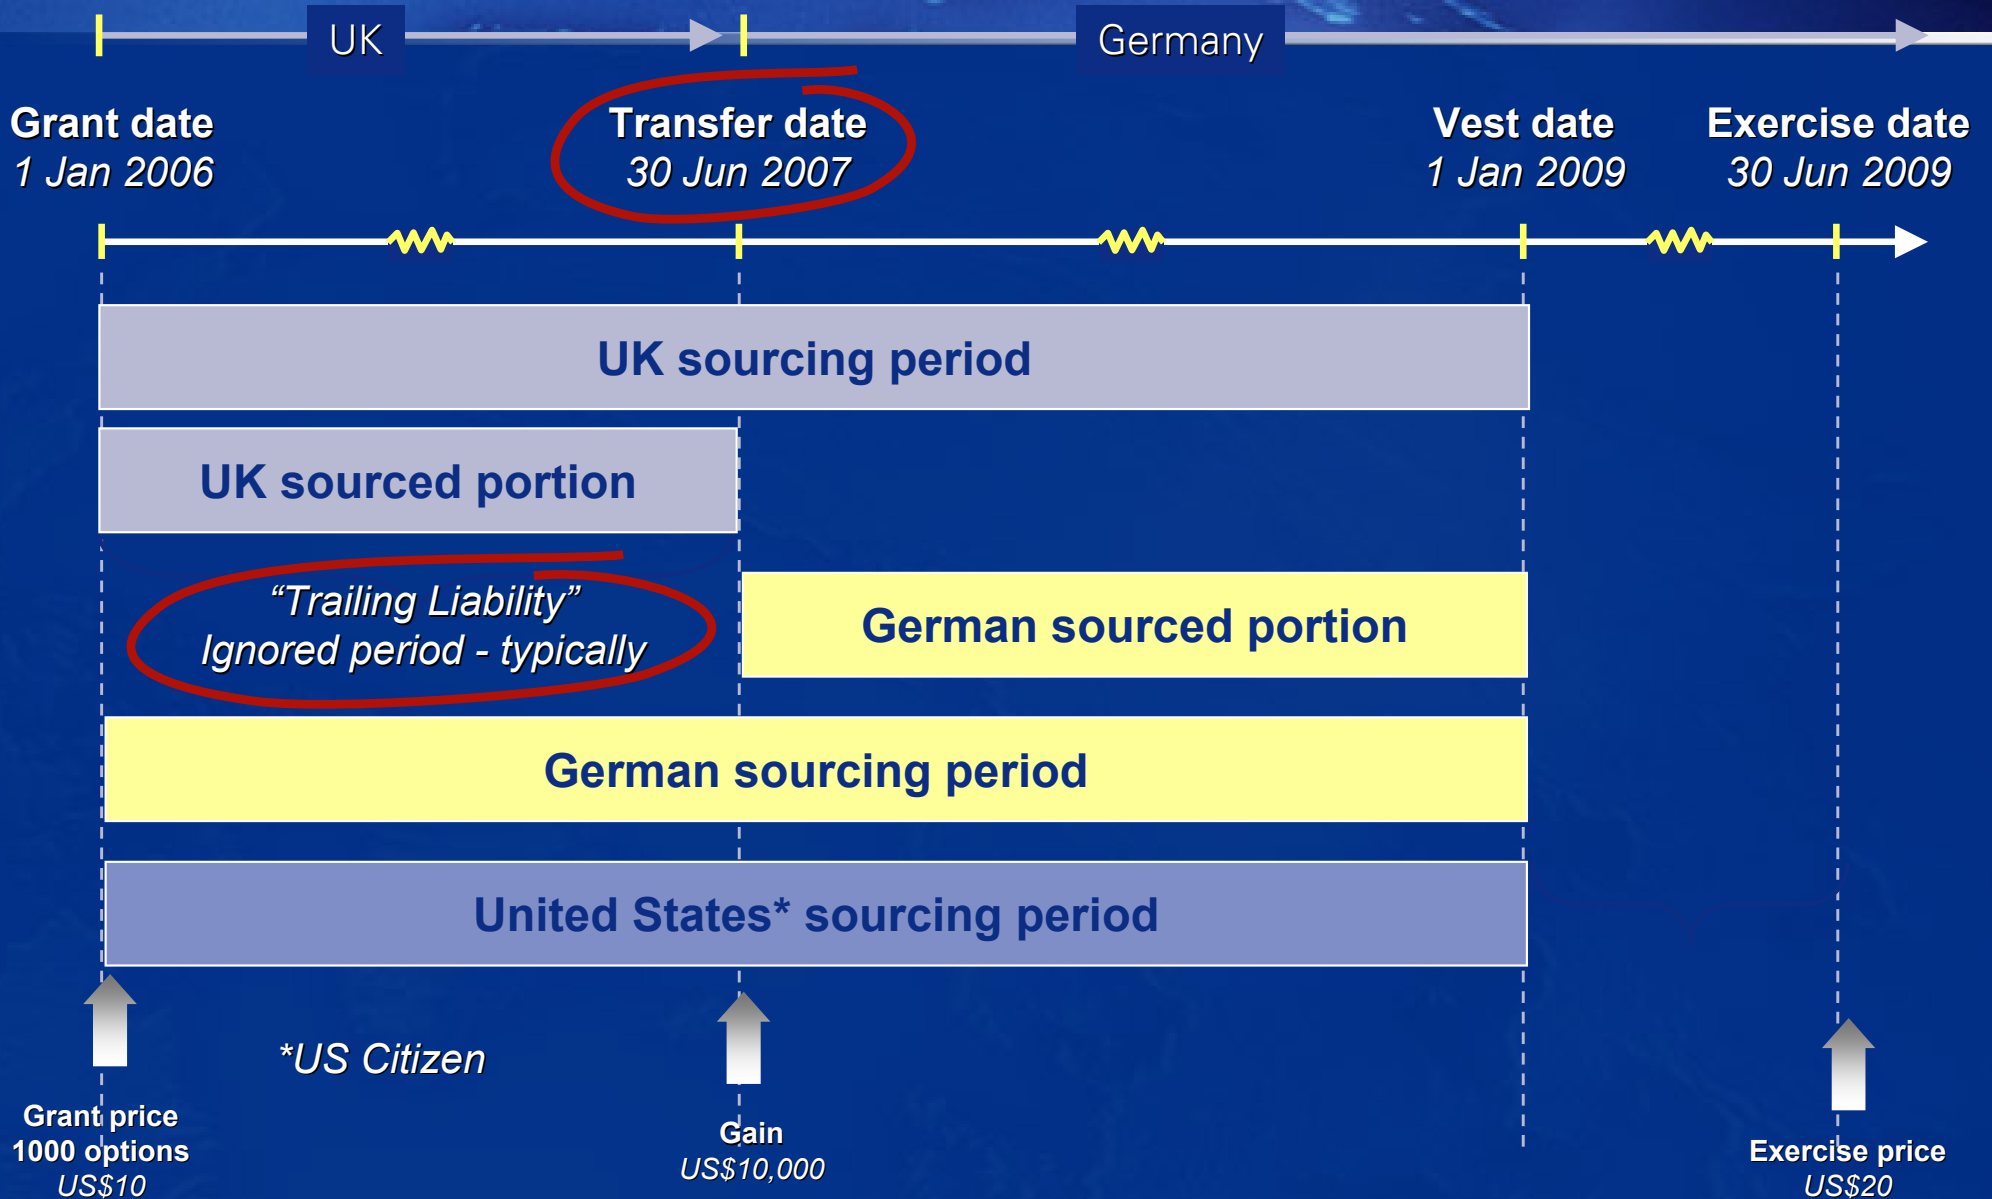 UK
Germany
Grant date
1 Jan 2006
Transfer date
30 Jun 2007
Vest date
1 Jan 2009
Exercise date
30 Jun 2009
UK sourcing period
UK sourced portion
“Trailing Liability”
Ignored period - typically
German sourced portion
German sourcing period
United States* sourcing period
*US Citizen
Grant price
1000 options
US$10
Gain
US$10,000
Exercise price
US$20